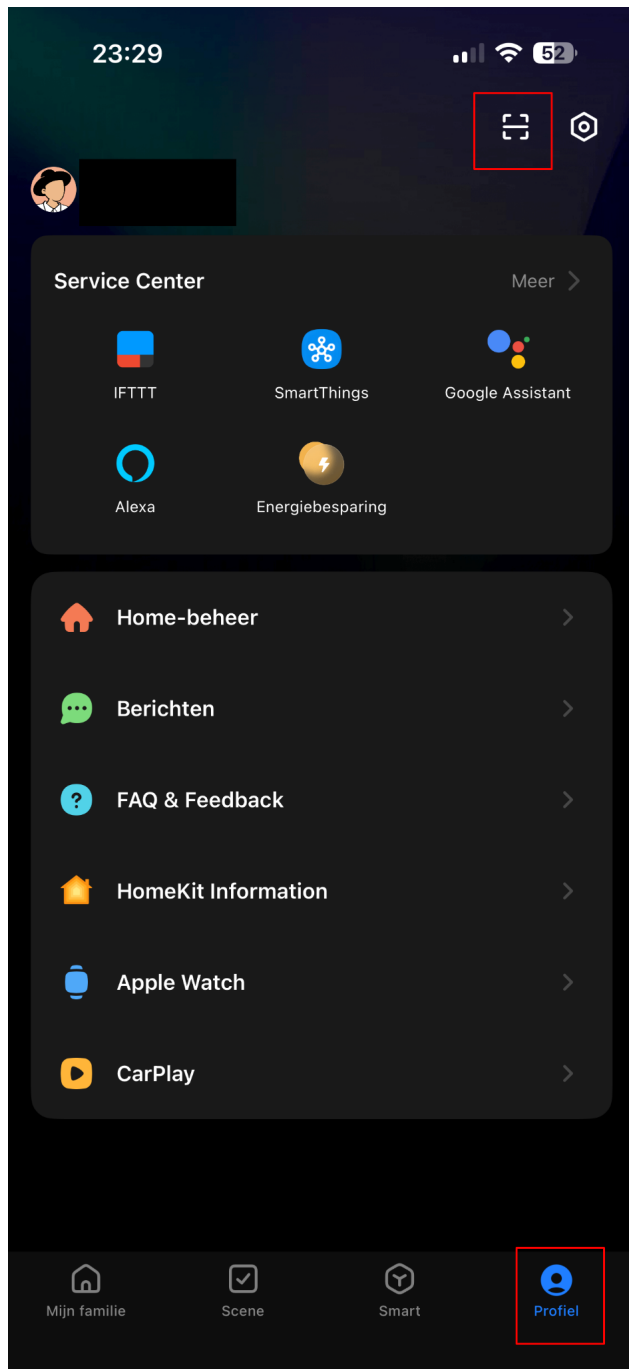 23:29
52
Service Center
Meer
IFTTT
SmartThings
Google Assistant
Alexa
Energiebesparing
Home-beheer
Berichten
FAQ & Feedback
HomeKit Information
Apple Watch
CarPlay
Mijn familie
Scene
Smart
Profiel